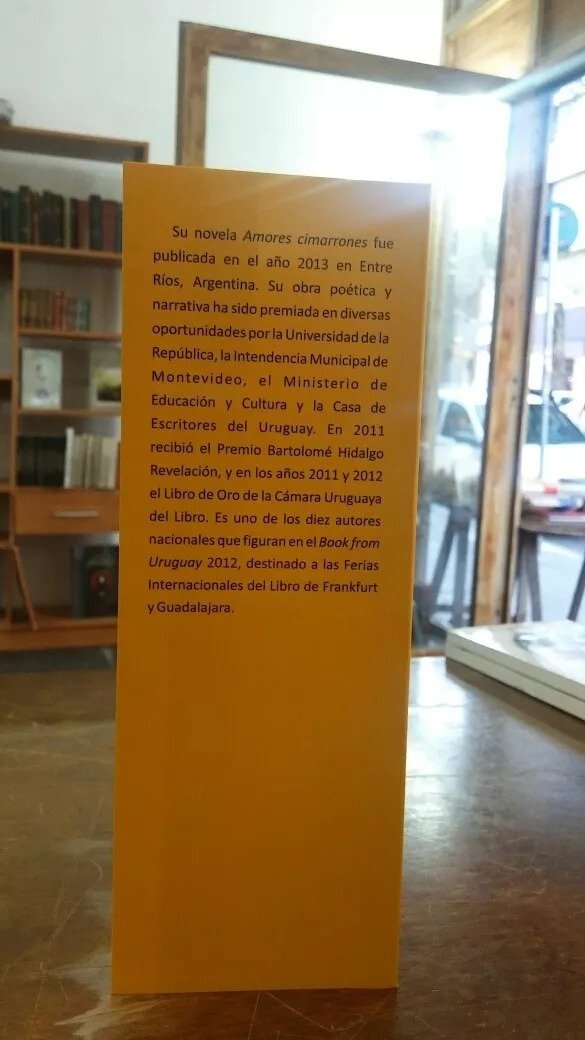 Su novela Amores cimarrones fue
publicada en el año 2013 en Entre
Ríos, Argentina. Su obra poética y
narrativa ha sido premiada en diversas
oportunidades por la Universidad de la
República, la Intendencia Municipal de
Montevideo, el Ministerio de
Educación y Cultura y la Casa de
Escritores del Uruguay. En 2011
recibió el Premio Bartolomé Hidalgo
Revelación, y en los años 2011 y 2012
el Libro de Oro de la Cámara Uruguaya
del Libro. Es uno de los diez autores
nacionales que figuran en el Book from
Uruguay 2012, destinado a las Ferias
Internacionales del Libro de Frankfurt
y Guadalajara.